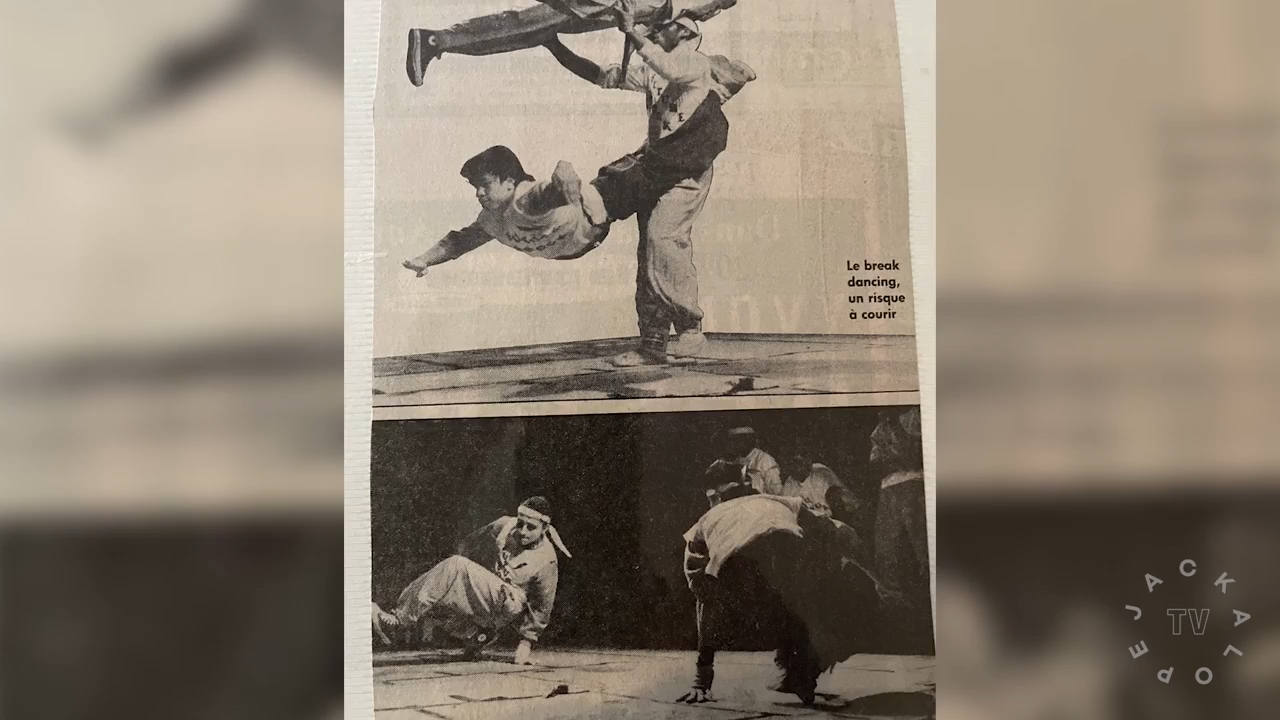 Le break
dancing,
un risque
à courir
JACKALOPE
TV